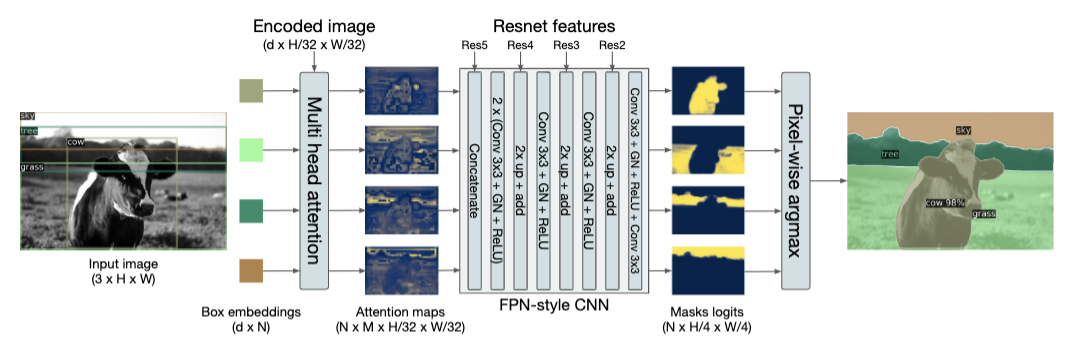 Encoded image
(d x H/32 x W/32)
Resnet features
Res5
Res4
Res3
Res2
sky
tree
cow
grass
Input image
(3 x H x W)
Box embeddings
(d x N)
Multi head attention
Attention maps
(N x M x H/32 x W/32)
Concatenate
2 x (Conv 3x3 + GN + ReLU)
2x up + add
Conv 3x3 + GN + ReLU
2x up + add
Conv 3x3 + GN + ReLU
2x up + add
Conv 3x3 + GN + ReLU + Conv 3x3
FPN-style CNN
Masks logits
(N x H/4 x W/4)
Pixel-wise argmax
sky
tree
cow 98%
grass